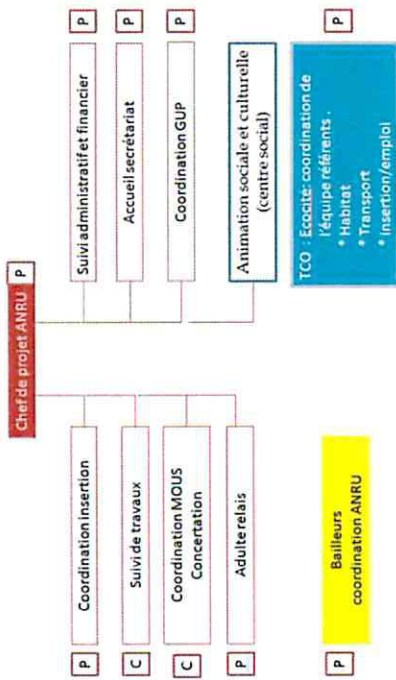 Chef de projet ANRU
P
P
Coordination insertion
C
Suivi de travaux
C
Coordination MOUS
Concertation
P
Adulte relais
P
Bailleurs
coordination ANRU
Suivi administratif et financier
P
Accueil secrétariat
P
Coordination GUP
P
Animation sociale et culturelle
(centre social)
TCO : Ecocité: coordination de
l'équipe référents .
* Habitat
* Transport
* Insertion/emploi
P